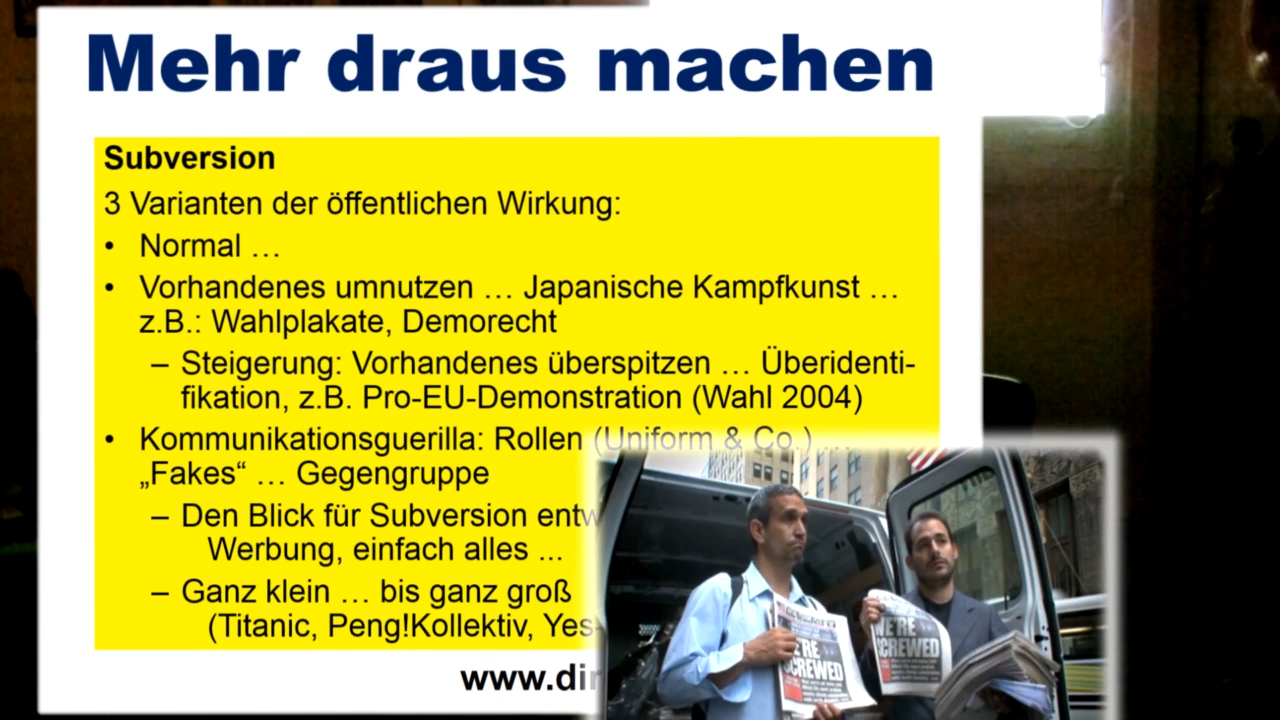 Mehr draus machen
Subversion
3 Varianten der öffentlichen Wirkung:
• Normal …
• Vorhandenes umnutzen … Japanische Kampfkunst …
z.B.: Wahlplakate, Demorecht
– Steigerung: Vorhandenes überspitzen … Überidenti-
fikation, z.B. Pro-EU-Demonstration (Wahl 2004)
• Kommunikationsguerilla: Rollen (Uniform & Co.) …
„Fakes“ … Gegengruppe
– Den Blick für Subversion entw
Werbung, einfach alles ...
– Ganz klein … bis ganz groß
(Titanic, Peng!Kollektiv, Yes
www.dir
WE'RE
SCREWED
WE'RE
SCREWED